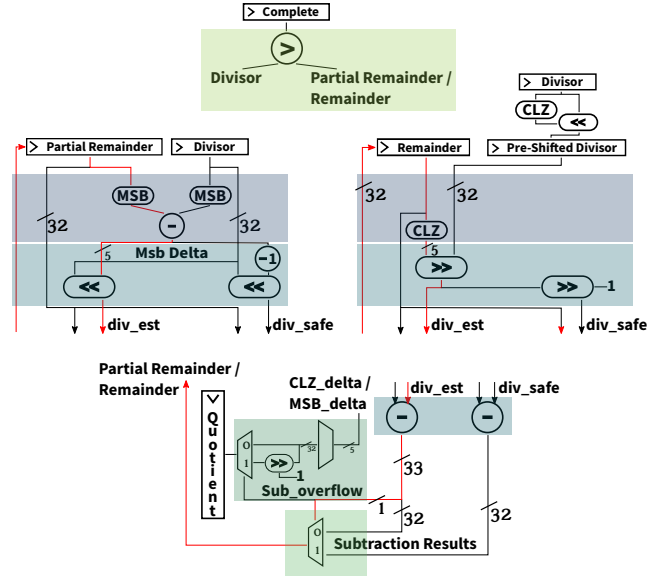 Complete
>
Divisor
Partial Remainder /
Remainder
Divisor
CLZ
<<
Partial Remainder
Divisor
Remainder
Pre-Shifted Divisor
MSB
MSB
32
32
-
32
32
CLZ
5
Msb Delta
-1
5
>>
<<
<<
>>
1
div_est
div_safe
div_est
div_safe
Partial Remainder /
Remainder
CLZ_delta /
MSB_delta
div_est
div_safe
-
-
Quotient
0
1
32
5
>>
1
33
Sub_overflow
1
32
32
0
1
Subtraction Results